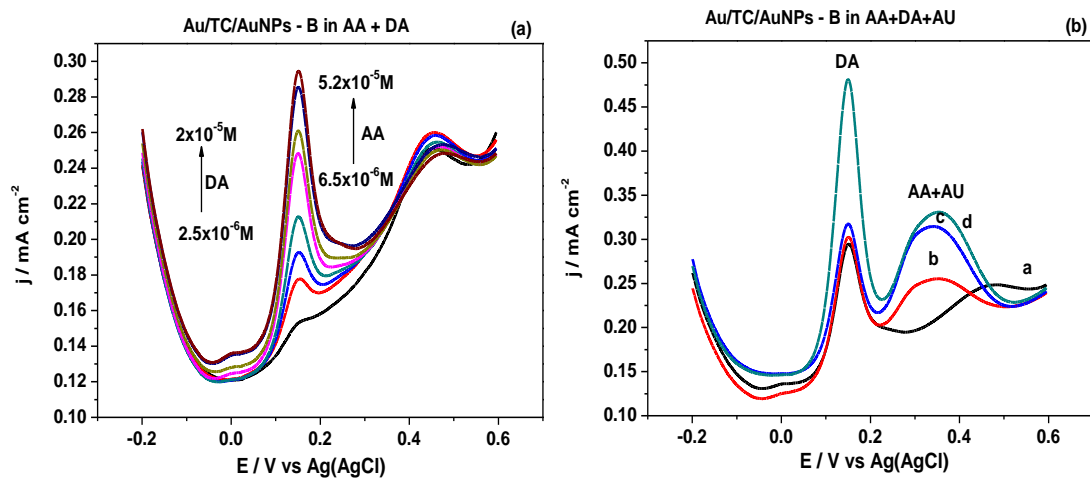 Au/TC/AuNPs - B in AA + DA
(a)
j / mA cm⁻²
0.30
0.28
0.26
0.24
0.22
0.20
0.18
0.16
0.14
0.12
0.10
2x10⁻⁵M
DA
2.5x10⁻⁶M
5.2x10⁻⁵M
AA
6.5x10⁻⁶M
-0.2
0.0
0.2
0.4
0.6
E / V vs Ag(AgCl)
Au/TC/AuNPs - B in AA+DA+AU
(b)
j / mA cm⁻²
0.50
0.45
0.40
0.35
0.30
0.25
0.20
0.15
0.10
DA
AA+AU
c
d
b
a
-0.2
0.0
0.2
0.4
0.6
E / V vs Ag(AgCl)